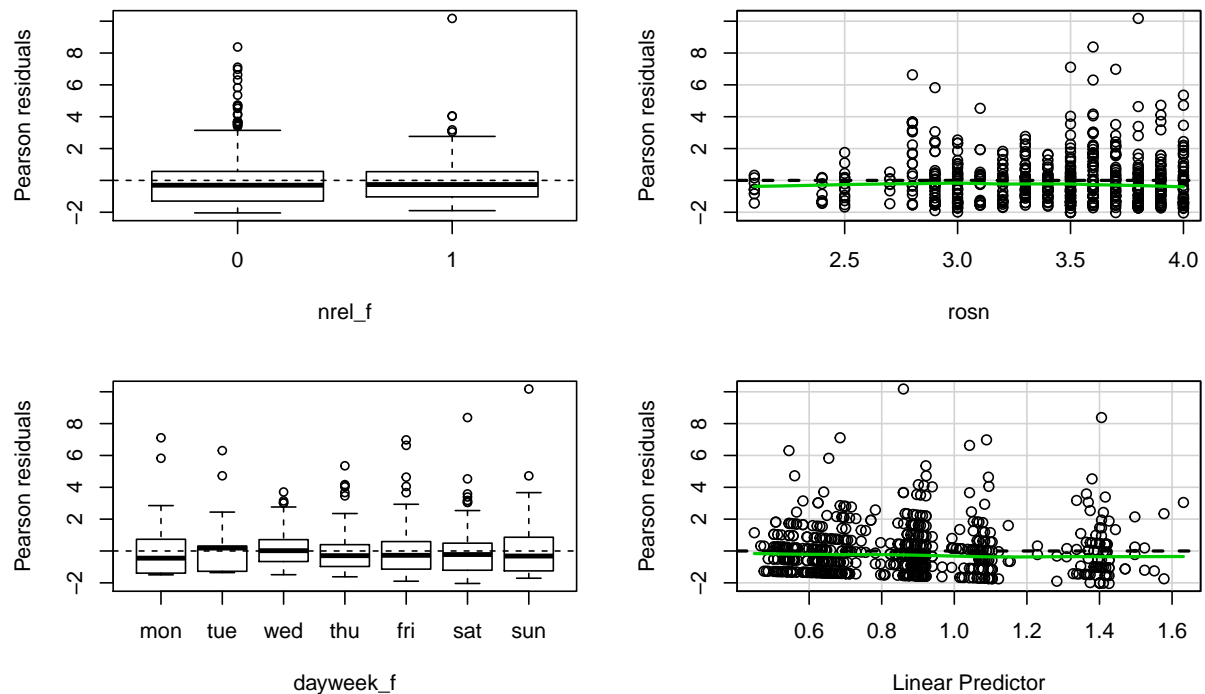 Pearson residuals
−2 2 4 6 8
0 1
nrel_f
Pearson residuals
−2 2 4 6 8
2.5 3.0 3.5 4.0
rosn
Pearson residuals
−2 2 4 6 8
mon tue wed thu fri sat sun
dayweek_f
Pearson residuals
−2 2 4 6 8
0.6 0.8 1.0 1.2 1.4 1.6
Linear Predictor